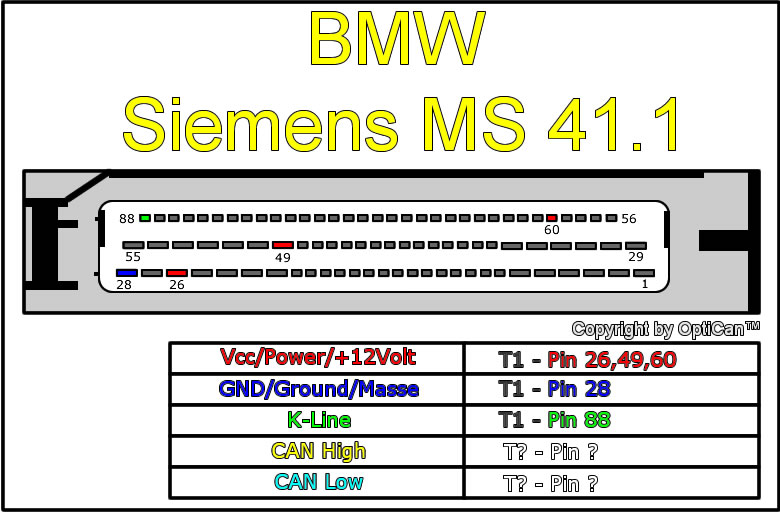 BMW
Siemens MS 41.1
88 56
60
55 49 29
28 26 1
Copyright by OptiCan™
Vcc/Power/+12Volt T1 - Pin 26,49,60
GND/Ground/Masse T1 - Pin 28
K-Line T1 - Pin 88
CAN High T? - Pin ?
CAN Low T? - Pin ?